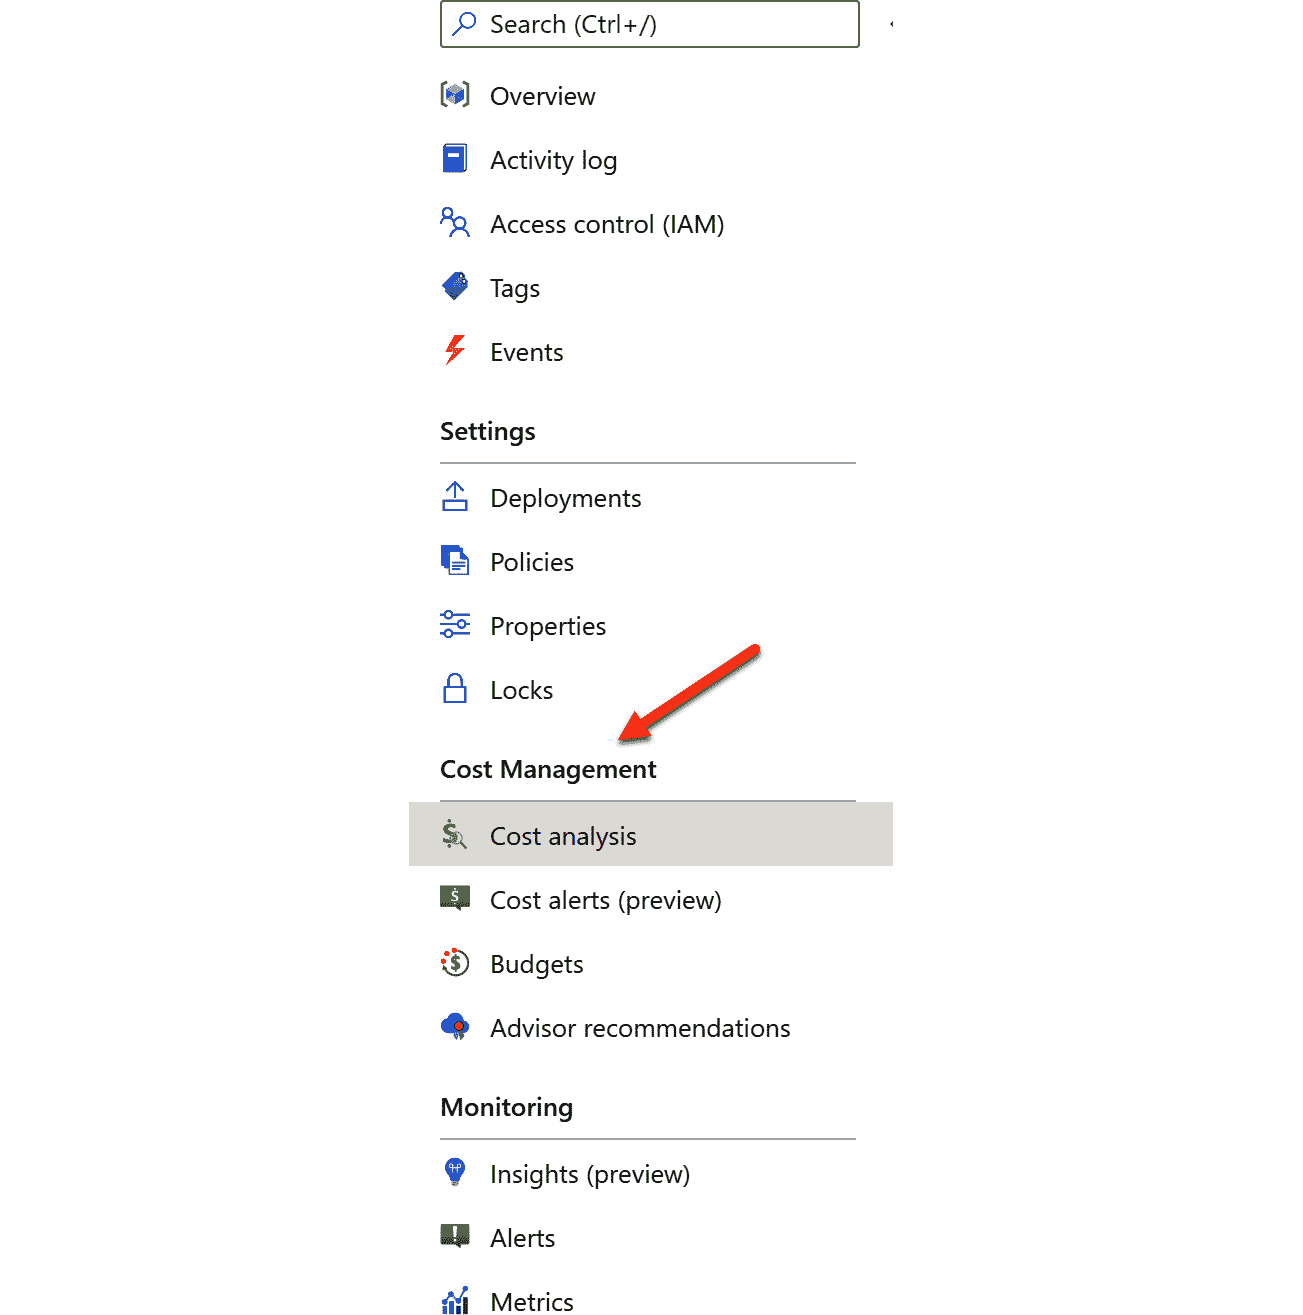 Search (Ctrl+/)
Overview
Activity log
Access control (IAM)
Tags
Events
Settings
Deployments
Policies
Properties
Locks
Cost Management
Cost analysis
Cost alerts (preview)
Budgets
Advisor recommendations
Monitoring
Insights (preview)
Alerts
Metrics